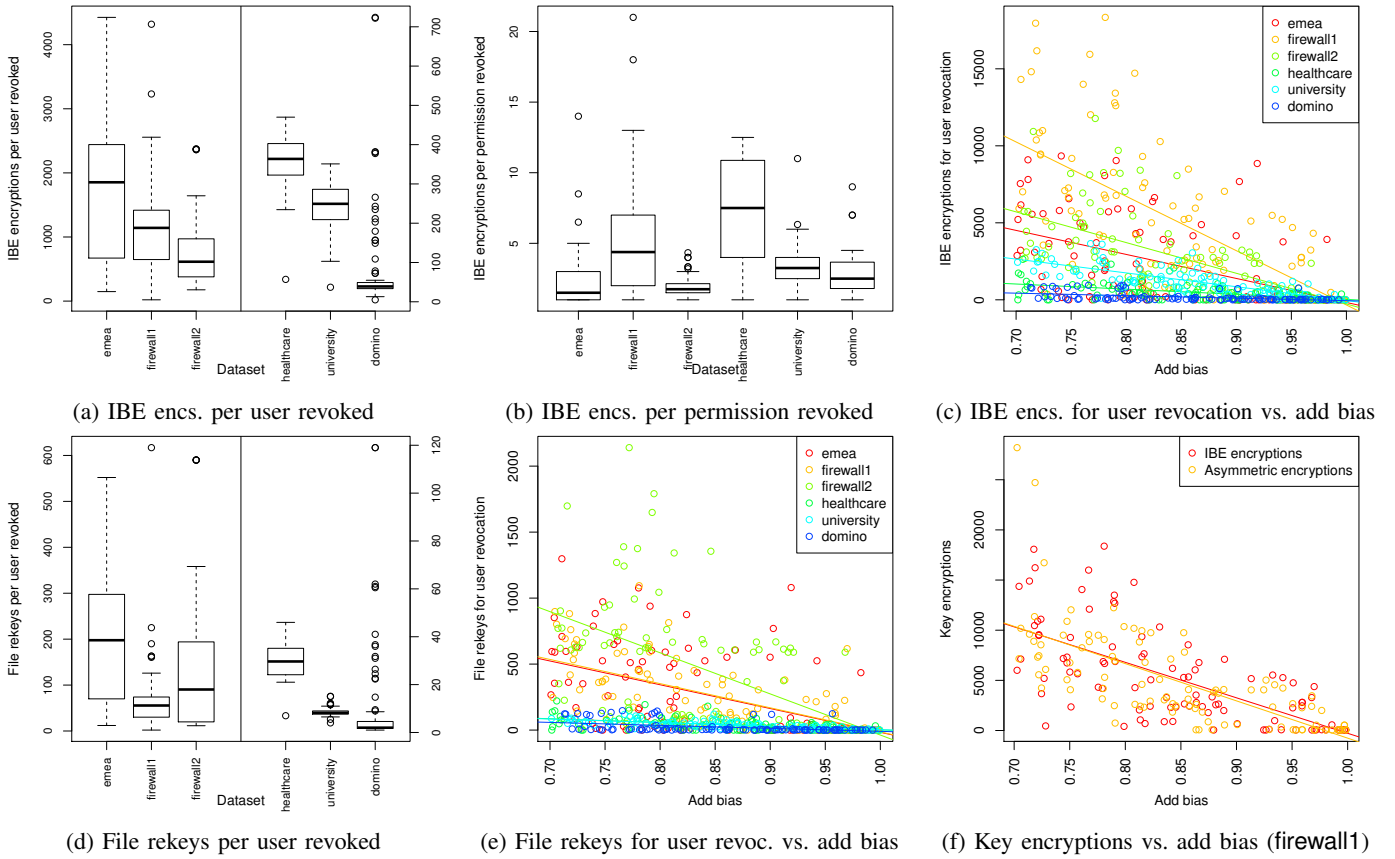 IBE encryptions per user revoked
0 1000 2000 3000 4000
0 100 200 300 400 500 600 700
emea firewall1 firewall2 healthcare university domino
Dataset
(a) IBE encs. per user revoked
IBE encryptions per permission revoked
5 10 15 20
emea firewall1 firewall2 healthcare university domino
Dataset
(b) IBE encs. per permission revoked
IBE encryptions for user revocation
0 5000 10000 15000
emea
firewall1
firewall2
healthcare
university
domino
0.70 0.75 0.80 0.85 0.90 0.95 1.00
Add bias
(c) IBE encs. for user revocation vs. add bias
File rekeys per user revoked
0 100 200 300 400 500 600
0 20 40 60 80 100 120
emea firewall1 firewall2 healthcare university domino
Dataset
(d) File rekeys per user revoked
File rekeys for user revocation
0 500 1000 1500 2000
emea
firewall1
firewall2
healthcare
university
domino
0.70 0.75 0.80 0.85 0.90 0.95 1.00
Add bias
(e) File rekeys for user revoc. vs. add bias
Key encryptions
0 5000 10000 20000
IBE encryptions
Asymmetric encryptions
0.70 0.75 0.80 0.85 0.90 0.95 1.00
Add bias
(f) Key encryptions vs. add bias (firewall1)